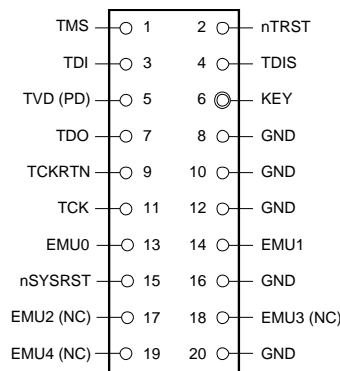 TMS 1 2 nTRST
TDI 3 4 TDIS
TVD (PD) 5 6 KEY
TDO 7 8 GND
TCKRTN 9 10 GND
TCK 11 12 GND
EMU0 13 14 EMU1
nSYSRST 15 16 GND
EMU2 (NC) 17 18 EMU3 (NC)
EMU4 (NC) 19 20 GND